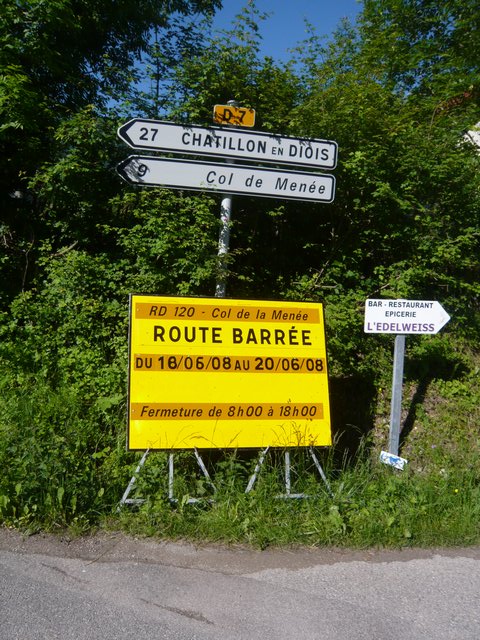 D 7
27 CHATILLON EN DIOIS
9 Col de Menée
RD 120 - Col de la Menée
ROUTE BARRÉE
DU 16/06/08 AU 20/06/08
Fermeture de 8h00 à 18h00
BAR - RESTAURANT
EPICERIE
L'EDELWEISS